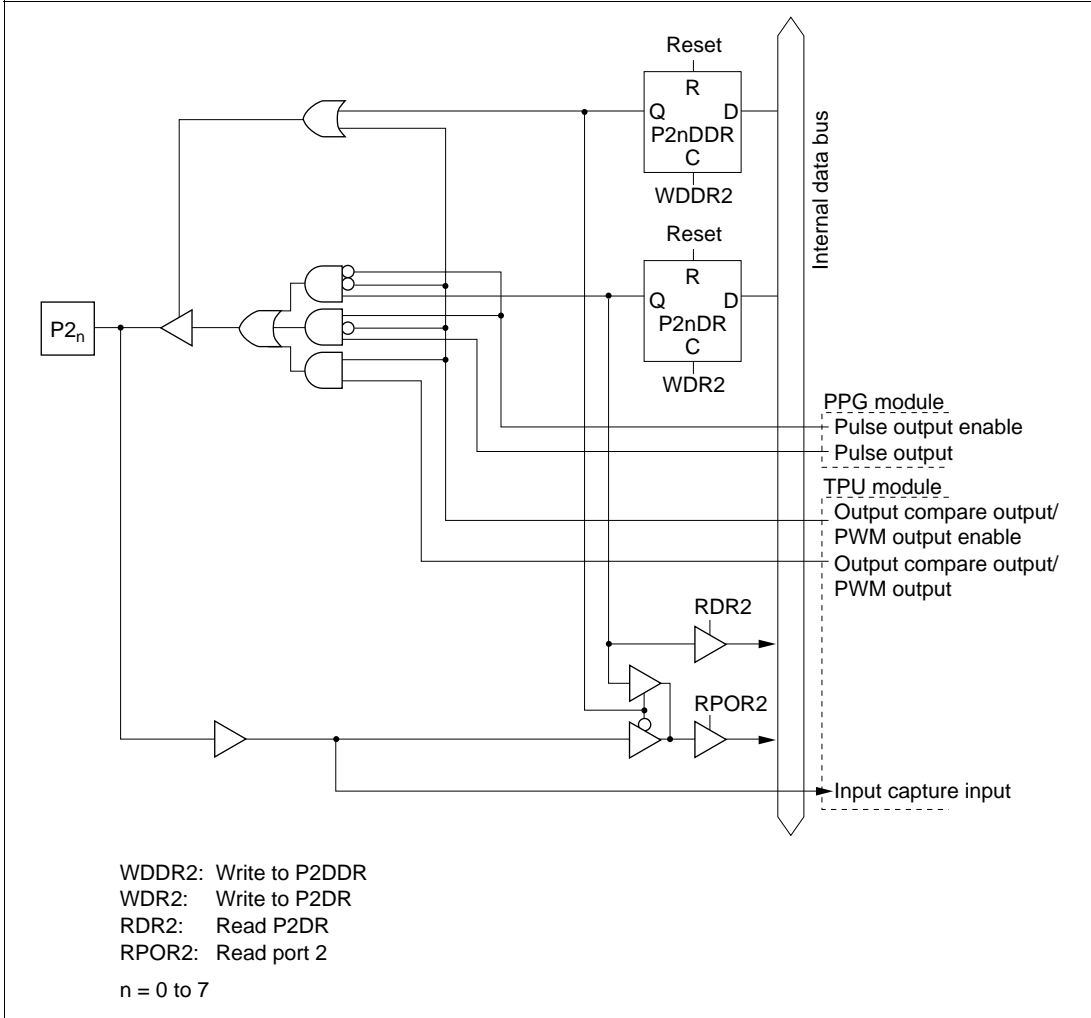 Reset
R
Q D
P2nDDR
C
WDDR2
Internal data bus
Reset
R
Q D
P2nDR
C
WDR2
P2n
PPG module
Pulse output enable
Pulse output
TPU module
Output compare output/
PWM output enable
Output compare output/
PWM output
RDR2
RPOR2
Input capture input
WDDR2: Write to P2DDR
WDR2: Write to P2DR
RDR2: Read P2DR
RPOR2: Read port 2
n = 0 to 7